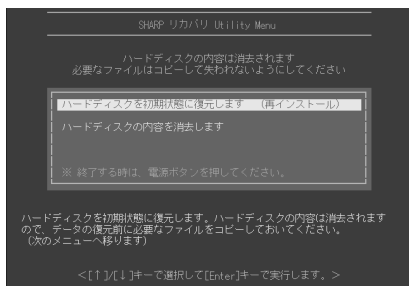 SHARP リカバリ Utility Menu
ハードディスクの内容は消去されます
必要なファイルはコピーして失われないようにしてください
ハードディスクを初期状態に復元します （再インストール）
ハードディスクの内容を消去します
※ 終了する時は、電源ボタンを押してください。
ハードディスクを初期状態に復元します。ハードディスクの内容は消去されます
ので、データの復元前に必要なファイルをコピーしておいてください。
（次のメニューへ移ります）
<[↑]/[↓]キーで選択して[Enter]キーで実行します。>